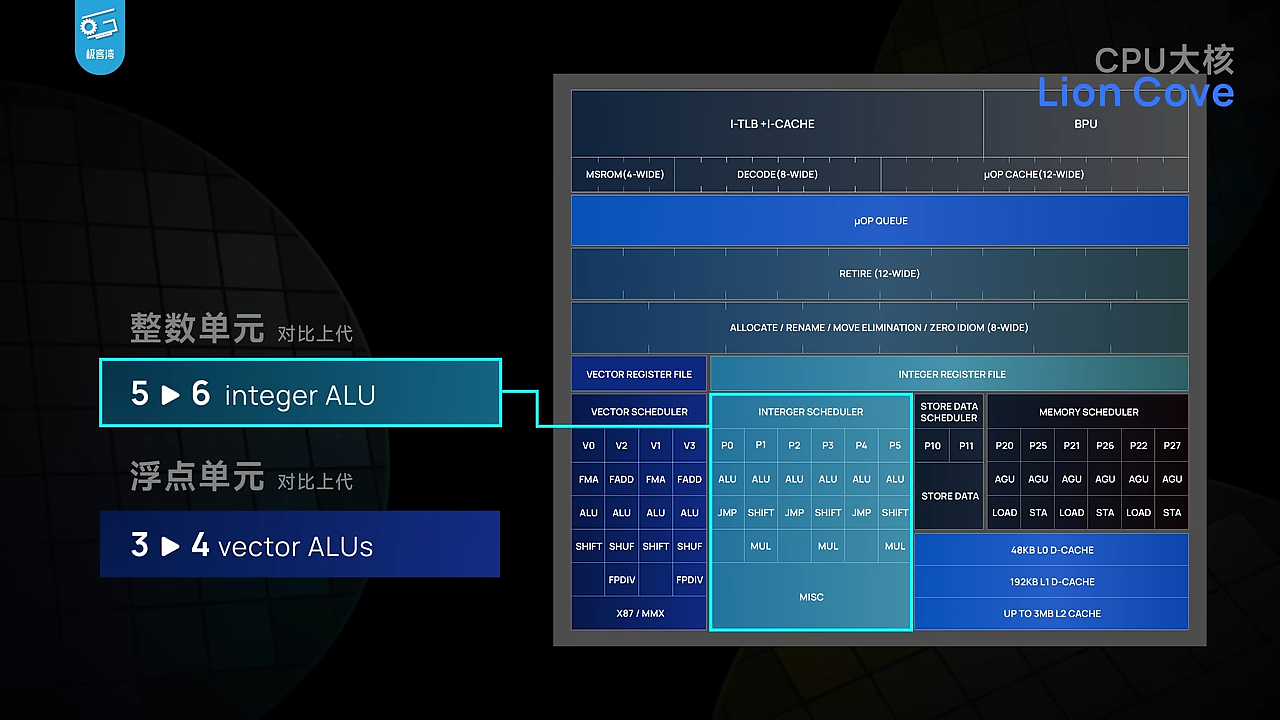 极客湾
CPU大核
Lion Cove
I-TLB +I-CACHE
BPU
MSROM(4-WIDE)
DECODE(8-WIDE)
μOP CACHE(12-WIDE)
μOP QUEUE
RETIRE (12-WIDE)
ALLOCATE / RENAME / MOVE ELIMINATION / ZERO IDIOM (8-WIDE)
整数单元 对比上代
5 ▶ 6 integer ALU
浮点单元 对比上代
3 ▶ 4 vector ALUs
VECTOR REGISTER FILE
INTEGER REGISTER FILE
VECTOR SCHEDULER
V0 V2 V1 V3
FMA FADD FMA FADD
ALU ALU ALU ALU
SHIFT SHUF SHIFT SHUF
FPDIV FPDIV
X87 / MMX
INTERGER SCHEDULER
P0 P1 P2 P3 P4 P5
ALU ALU ALU ALU ALU ALU
JMP SHIFT JMP SHIFT JMP SHIFT
MUL MUL MUL
MISC
STORE DATA
SCHEDULER
P10 P11
STORE DATA
MEMORY SCHEDULER
P20 P25 P21 P26 P22 P27
AGU AGU AGU AGU AGU AGU
LOAD STA LOAD STA LOAD STA
48KB L0 D-CACHE
192KB L1 D-CACHE
UP TO 3MB L2 CACHE